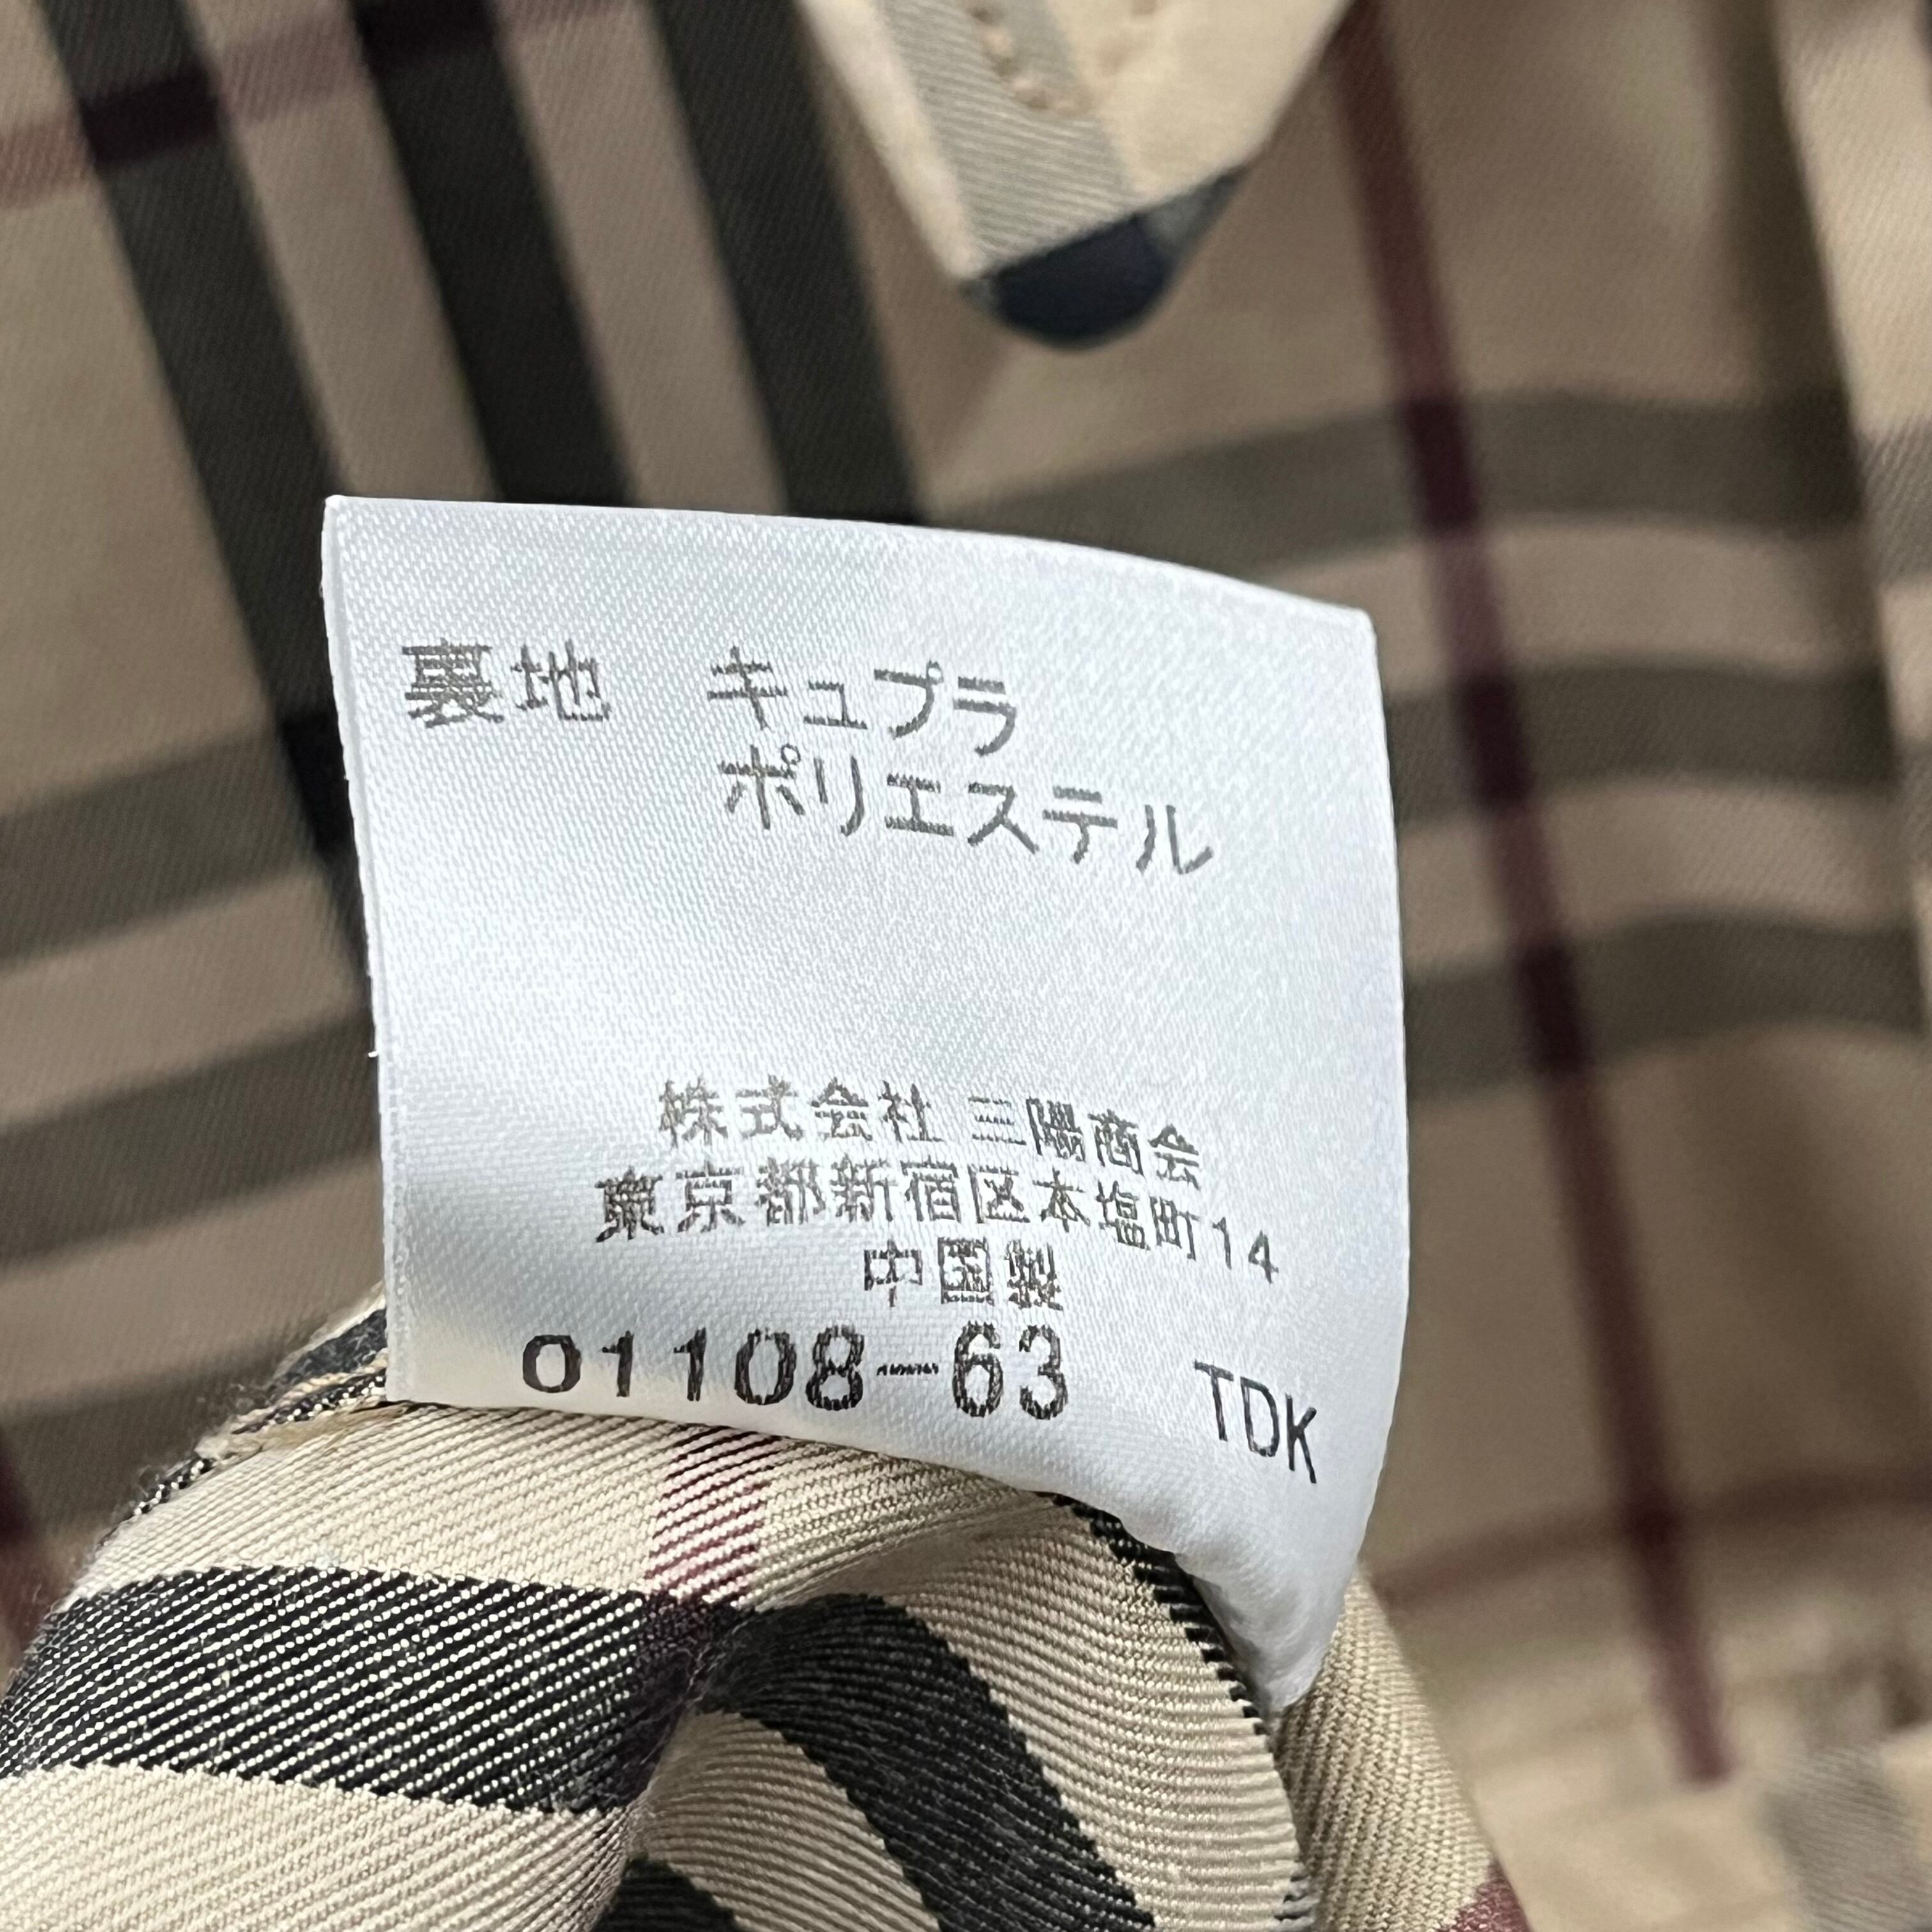 裏地 キュプラ
ポリエステル
株式会社 三陽商会
東京都新宿区本塩町14
中国製
01108-63 TDK